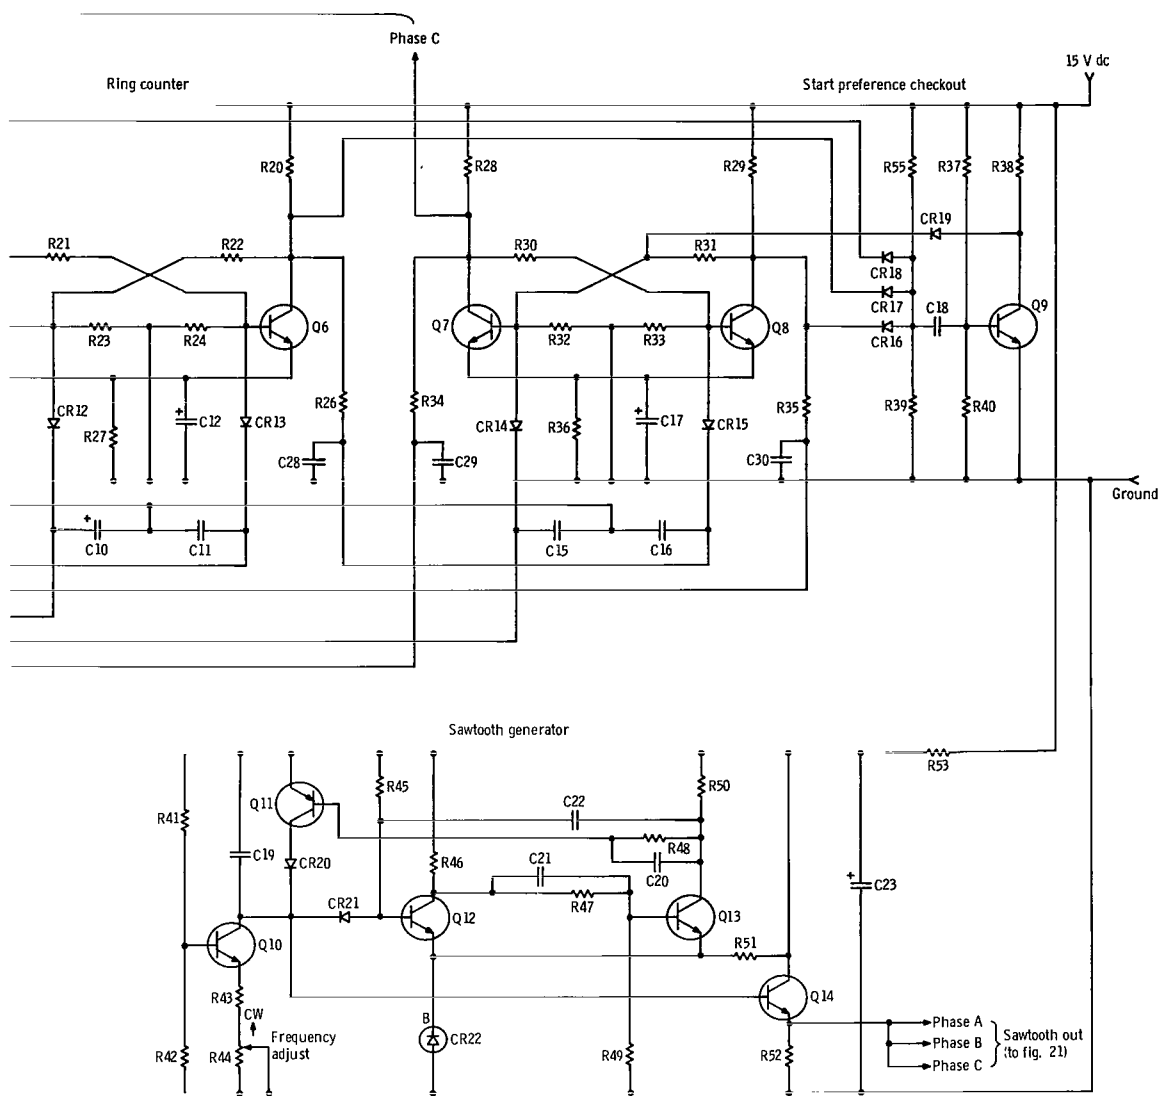 Phase C
15 V dc
Ring counter
Start preference checkout
R20
R28
R29
R55
R37
R38
CR19
R21
R22
R30
R31
CR18
CR17
C18
Q6
Q7
Q8
Q9
R23
R24
R32
R33
CR16
CR12
R27
+
C12
CR13
R26
R34
CR14
R36
+
C17
CR15
R35
R39
R40
C28
C29
C30
Ground
+
C10
C11
C15
C16
Sawtooth generator
R53
R41
Q11
R45
C22
R50
R48
C19
CR20
R46
C21
C20
+
C23
R47
CR21
Q12
Q13
Q10
R51
R43
Q14
CW
B
Frequency
adjust
CR22
R42
R44
R49
R52
Phase A
Phase B
Phase C
Sawtooth out
(to fig. 21)